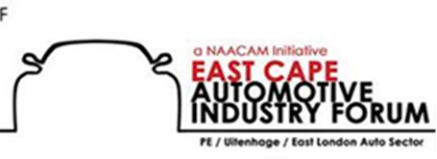 F
a NAACAM Initiative
EAST CAPE
AUTOMOTIVE
INDUSTRY FORUM
PE / Uitenhage / East London Auto Sector